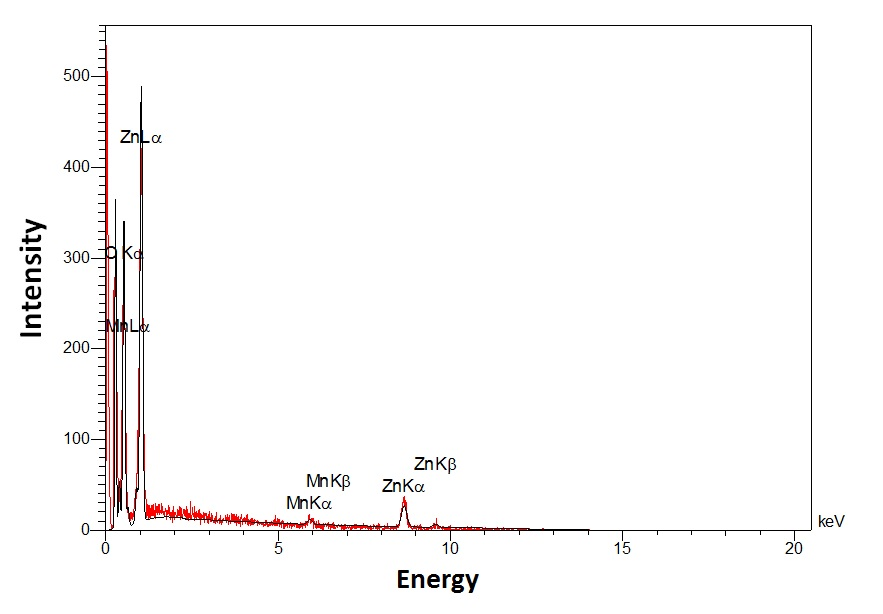 Intensity
500
400
300
200
100
0
ZnLα
O Kα
MnLα
MnKα
MnKβ
ZnKα
ZnKβ
0 5 10 15 20 keV
Energy